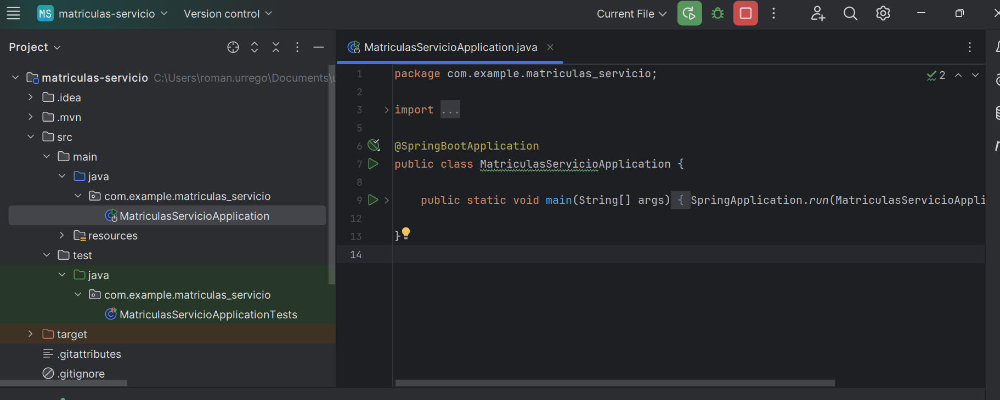 MS matriculas-servicio Version control Current File
Project
MatriculasServicioApplication.java
matriculas-servicio C:\Users\roman.urrego\Documents\
.idea
.mvn
src
main
java
com.example.matriculas_servicio
MatriculasServicioApplication
resources
test
java
com.example.matriculas_servicio
MatriculasServicioApplicationTests
target
.gitattributes
.gitignore
1 package com.example.matriculas_servicio;
2
3 import ...
5
6 @SpringBootApplication
7 public class MatriculasServicioApplication {
8
9 public static void main(String[] args) { SpringApplication.run(MatriculasServicioAppli
12
13 }
14
2